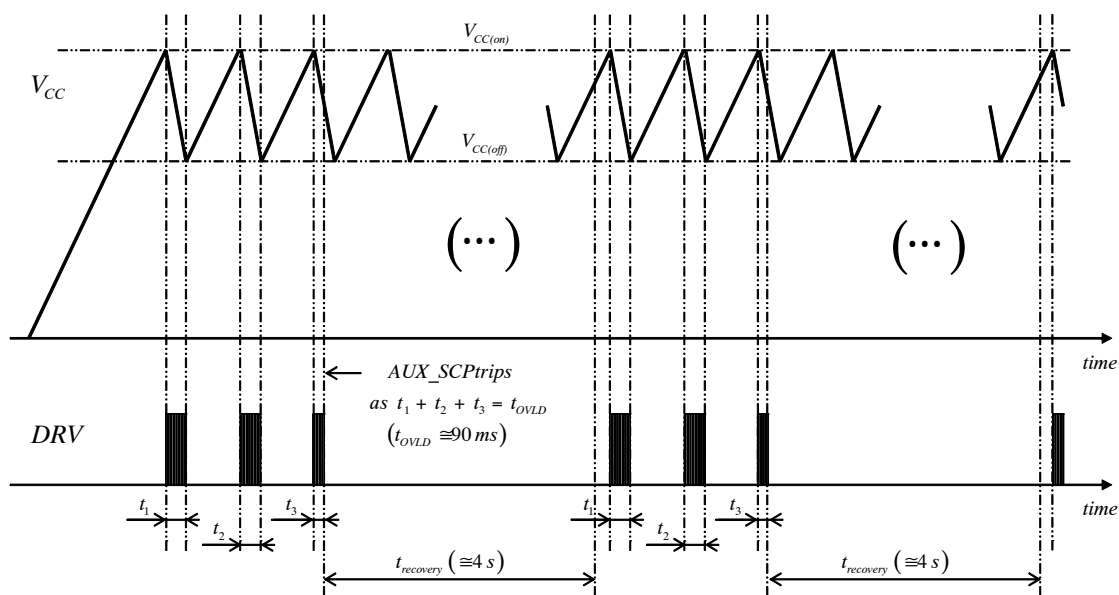 V_CC(on)
V_CC
V_CC(off)
(...)
(...)
time
AUX_SCPtrips
as t_1 + t_2 + t_3 = t_OVLD
(t_OVLD ≅90 ms)
DRV
time
t_1
t_2
t_3
t_1
t_2
t_3
t_recovery (≅4 s)
t_recovery (≅4 s)